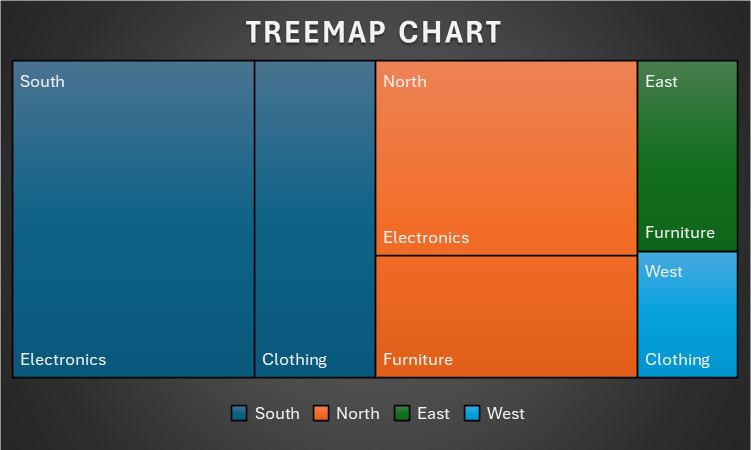 TREEMAP CHART
South
Electronics
Clothing
North
Electronics
Furniture
East
Furniture
West
Clothing
South North East West